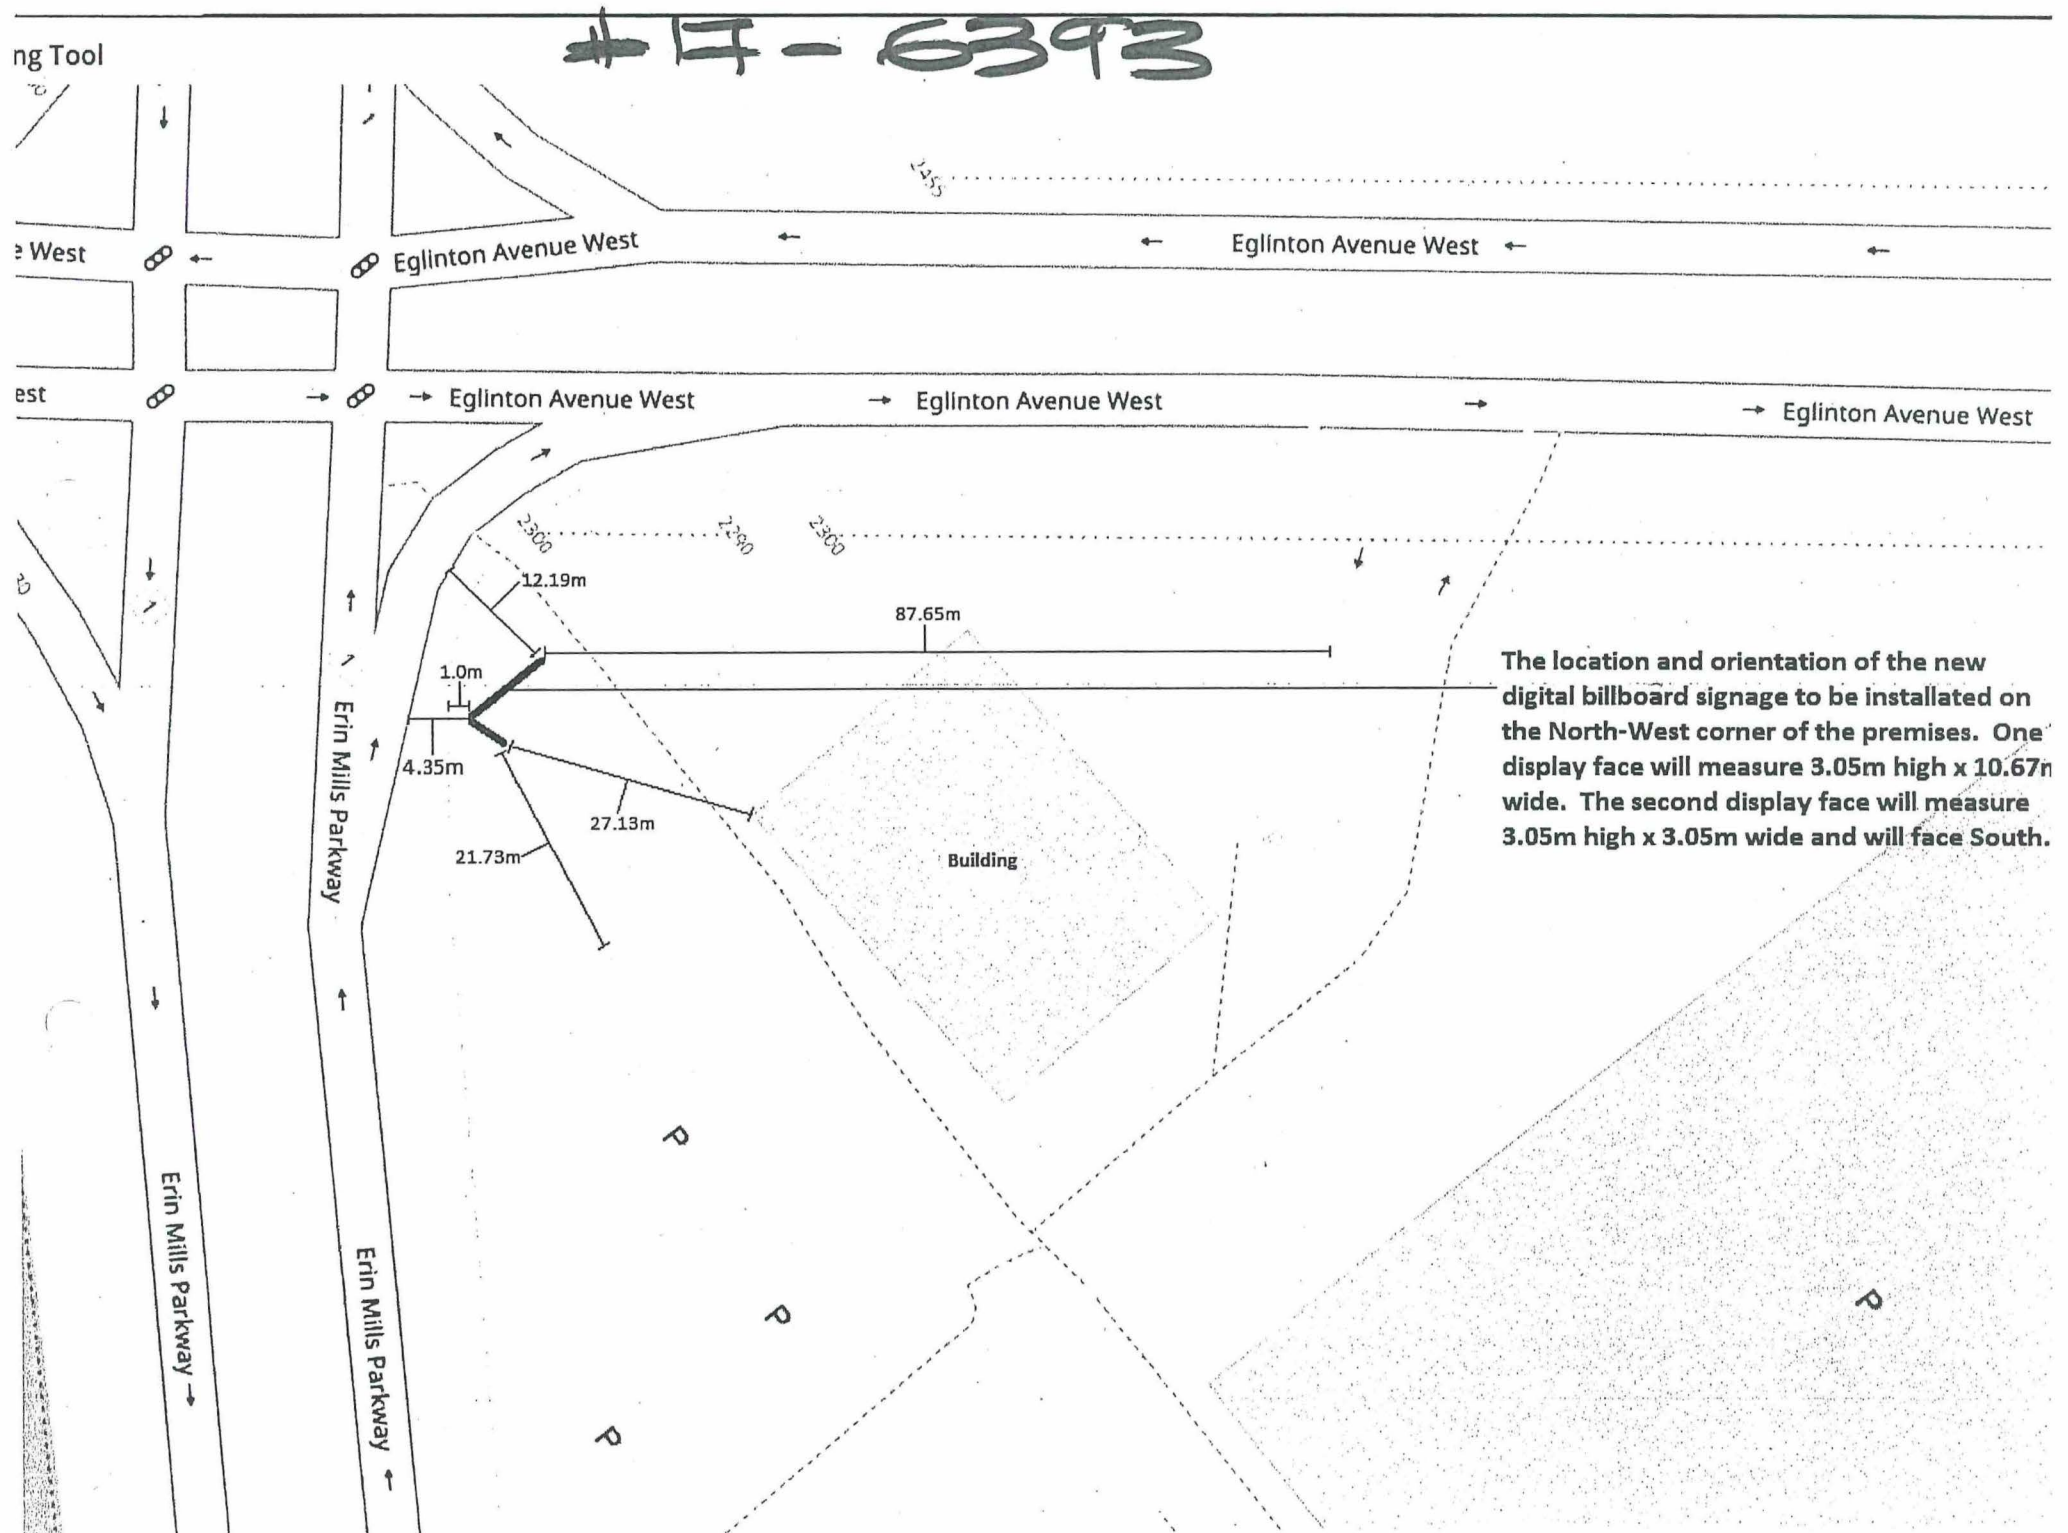 #17-6393
ng Tool
2455
e West
Eglinton Avenue West
Eglinton Avenue West
est
Eglinton Avenue West
Eglinton Avenue West
Eglinton Avenue West
2300
2290
2300
12.19m
87.65m
1.0m
4.35m
27.13m
21.73m
Building
The location and orientation of the new
digital billboard signage to be installated on
the North-West corner of the premises. One
display face will measure 3.05m high x 10.67m
wide. The second display face will measure
3.05m high x 3.05m wide and will face South.
Erin Mills Parkway
P
P
P
P
Erin Mills Parkway
Erin Mills Parkway